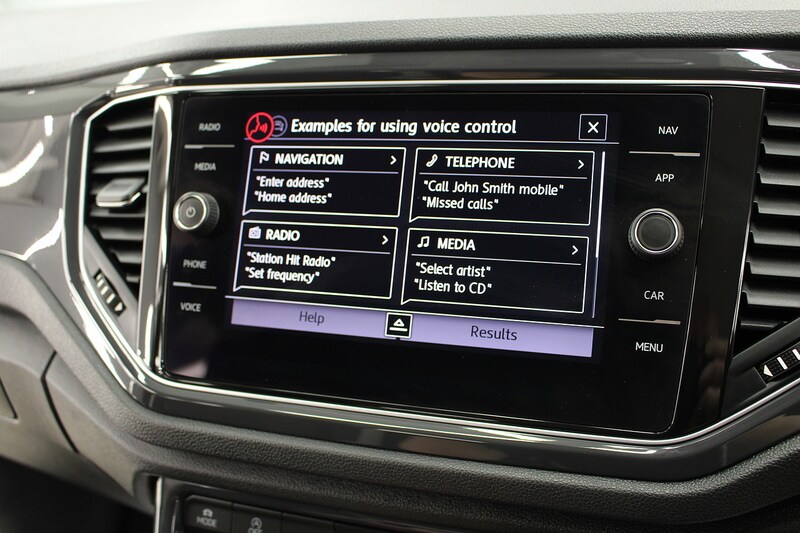 RADIO
MEDIA
PHONE
VOICE
Examples for using voice control
NAVIGATION
"Enter address"
"Home address"
TELEPHONE
"Call John Smith mobile"
"Missed calls"
RADIO
"Station Hit Radio"
"Set frequency"
MEDIA
"Select artist"
"Listen to CD"
Help
Results
NAV
APP
CAR
MENU
MODE